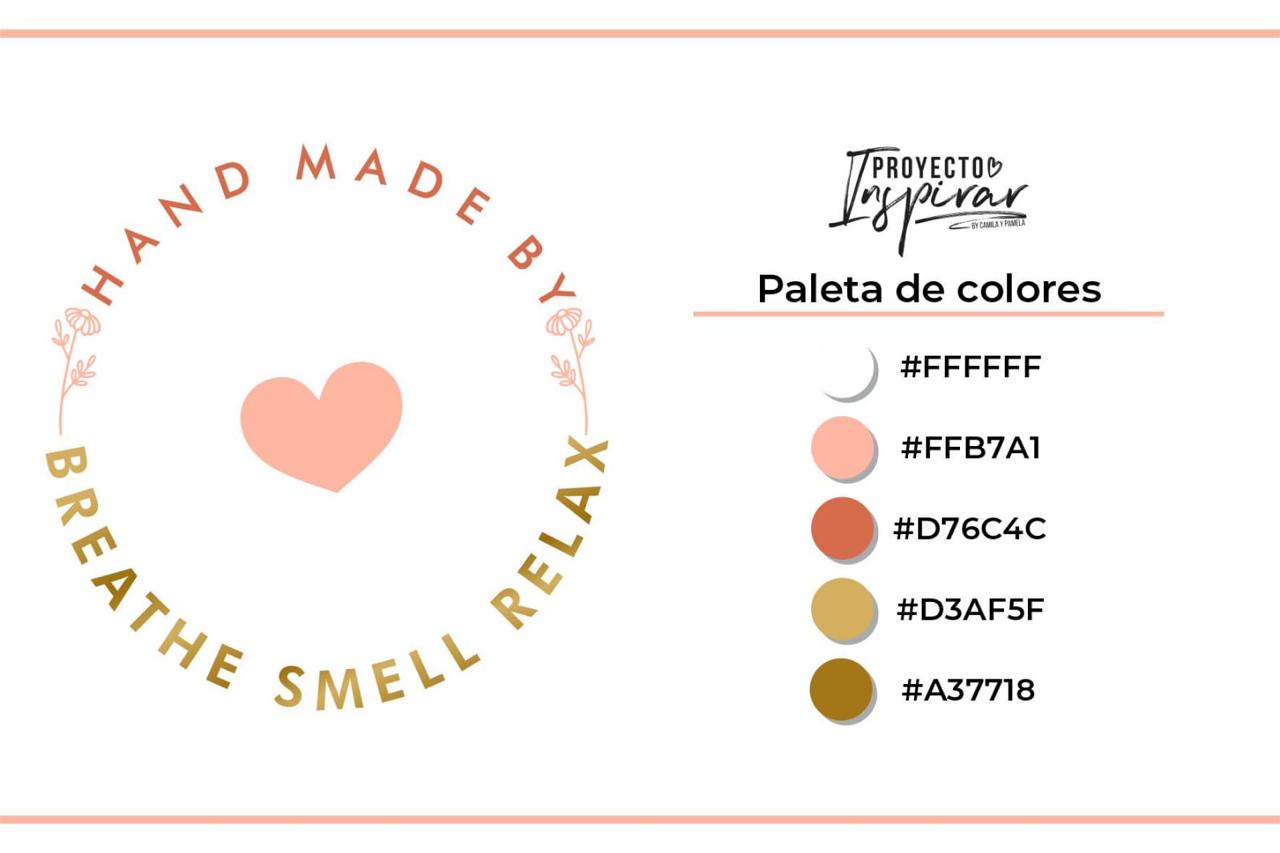 HAND MADE BY
BREATHE SMELL RELAX
PROYECTO
Inspirar
BY CAMILA Y PAMELA
Paleta de colores
#FFFFFF
#FFB7A1
#D76C4C
#D3AF5F
#A37718